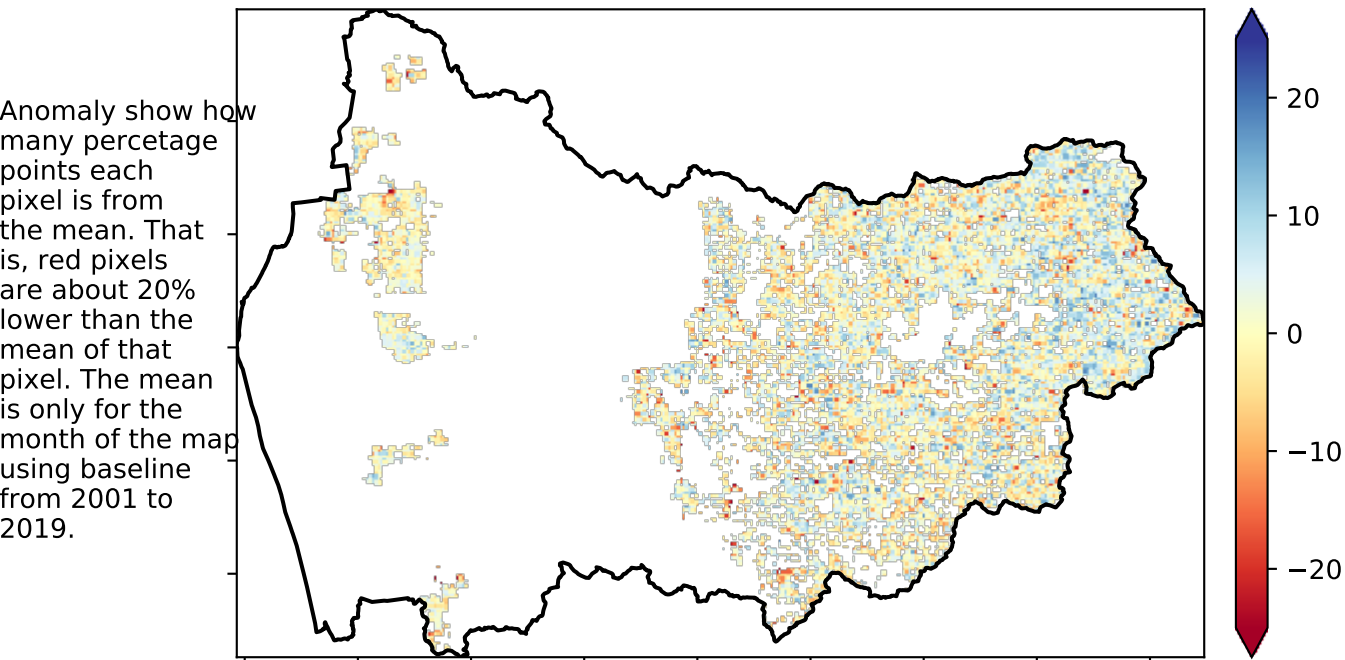 Anomaly show how
many percetage
points each
pixel is from
the mean. That
is, red pixels
are about 20%
lower than the
mean of that
pixel. The mean
is only for the
month of the map
using baseline
from 2001 to
2019.
20
10
0
−10
−20